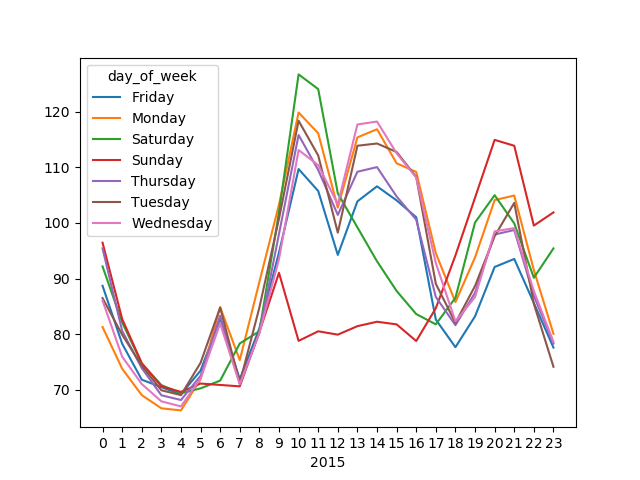 day_of_week
Friday
Monday
Saturday
Sunday
Thursday
Tuesday
Wednesday
120
110
100
90
80
70
0 1 2 3 4 5 6 7 8 9 10 11 12 13 14 15 16 17 18 19 20 21 22 23
2015